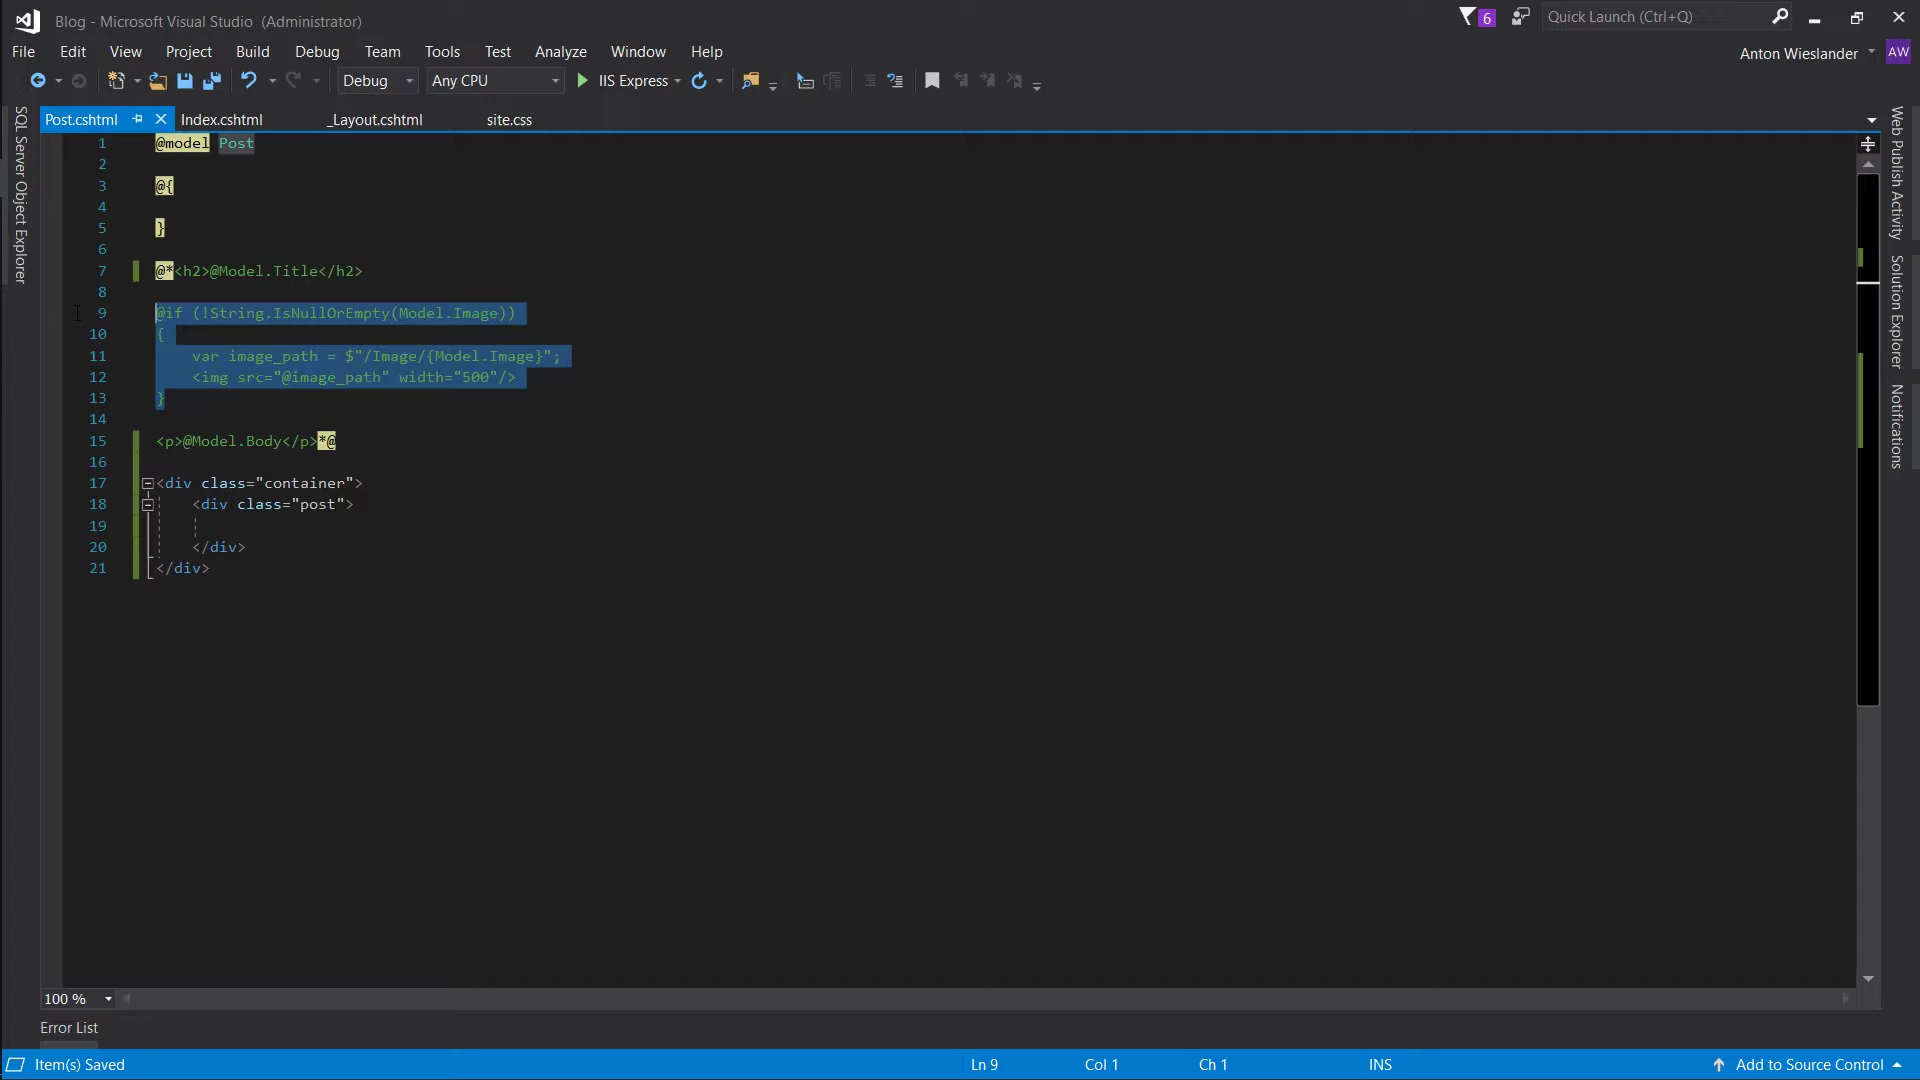 Blog - Microsoft Visual Studio (Administrator)
6
Quick Launch (Ctrl+Q)
File Edit View Project Build Debug Team Tools Test Analyze Window Help
Anton Wieslander AW
Debug Any CPU IIS Express
Post.cshtml Index.cshtml _Layout.cshtml site.css
SQL Server Object Explorer
1 @model Post
2
3 @{
4
5 }
6
7 @*<h2>@Model.Title</h2>
8
9 @if (!String.IsNullOrEmpty(Model.Image))
10 {
11 var image_path = $"/Image/{Model.Image}";
12 <img src="@image_path" width="500"/>
13 }
14
15 <p>@Model.Body</p>*@
16
17 <div class="container">
18 <div class="post">
19
20 </div>
21 </div>
Web Publish Activity
Solution Explorer
Notifications
100 %
Error List
Item(s) Saved
Ln 9 Col 1 Ch 1 INS
Add to Source Control